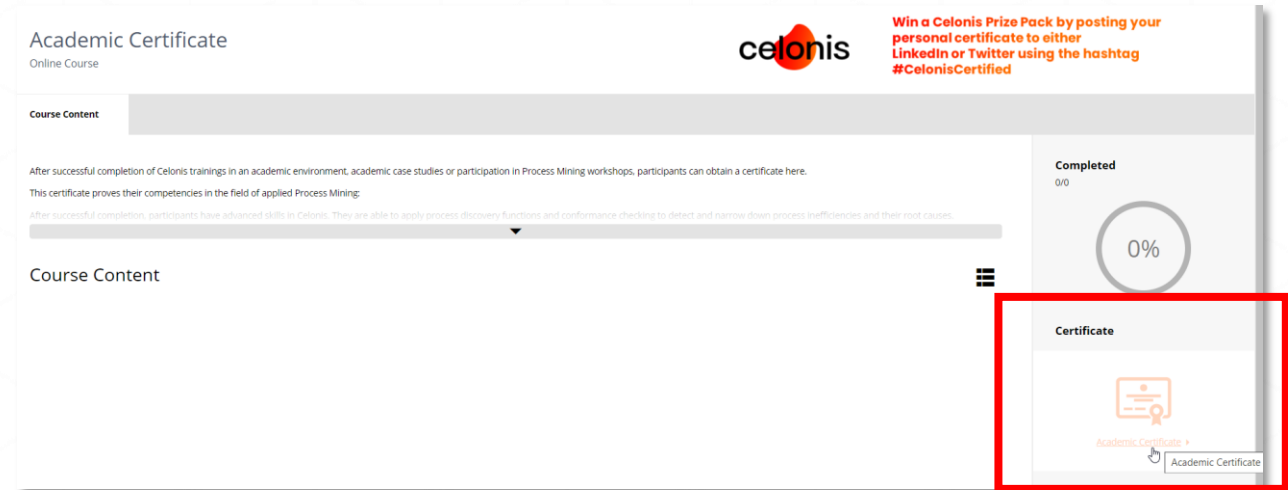 Academic Certificate
Online Course
celonis
Win a Celonis Prize Pack by posting your
personal certificate to either
LinkedIn or Twitter using the hashtag
#CelonisCertified
Course Content
After successful completion of Celonis trainings in an academic environment, academic case studies or participation in Process Mining workshops, participants can obtain a certificate here.
This certificate proves their competencies in the field of applied Process Mining:
After successful completion, participants have advanced skills in Celonis. They are able to apply process discovery functions and conformance checking to detect and narrow down process inefficiencies and their root causes.
Course Content
Completed
0/0
0%
Certificate
Academic Certificate
Academic Certificate